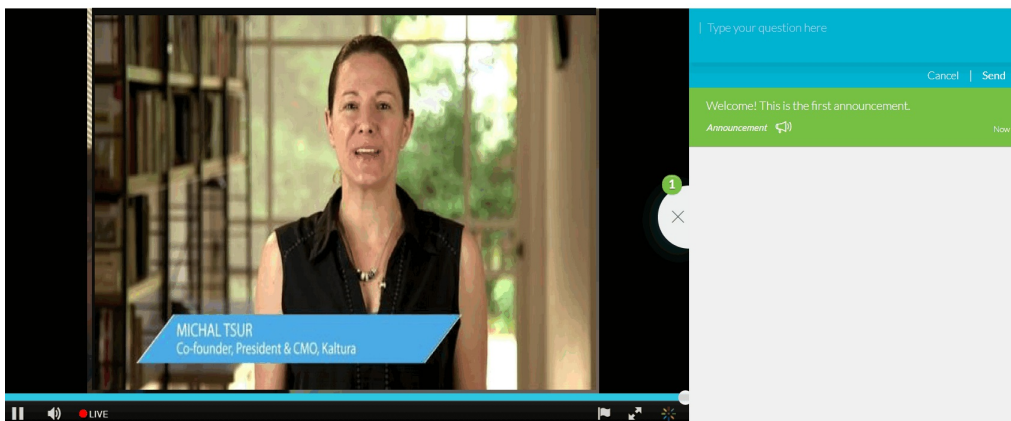 Type your question here
Cancel | Send
Welcome! This is the first announcement.
Announcement
Now
1
MICHAL TSUR
Co-founder, President & CMO, Kaltura
LIVE